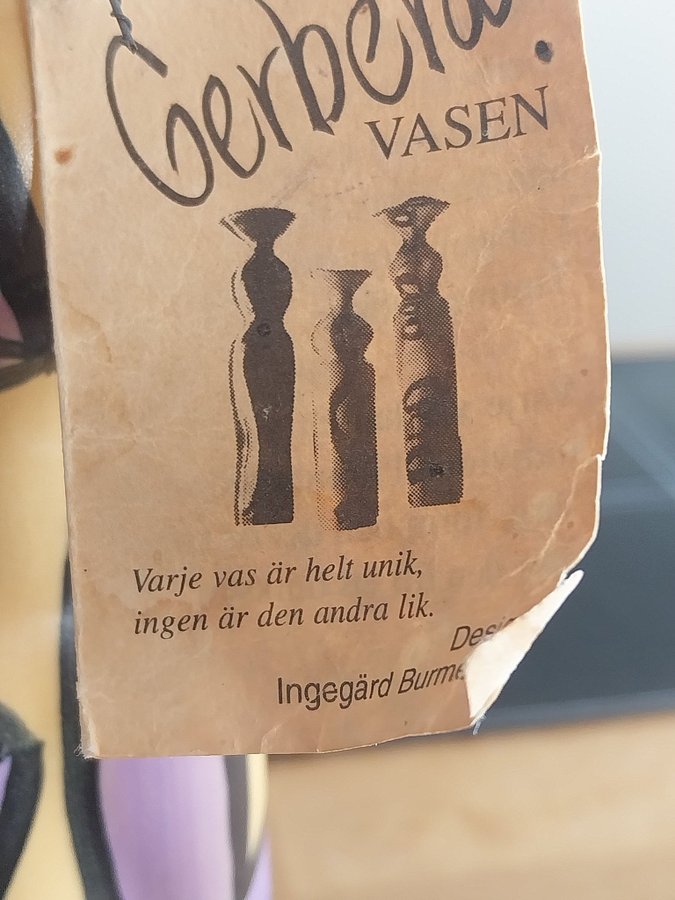 Gerbera
VASEN
Varje vas är helt unik,
ingen är den andra lik.
Ingegärd